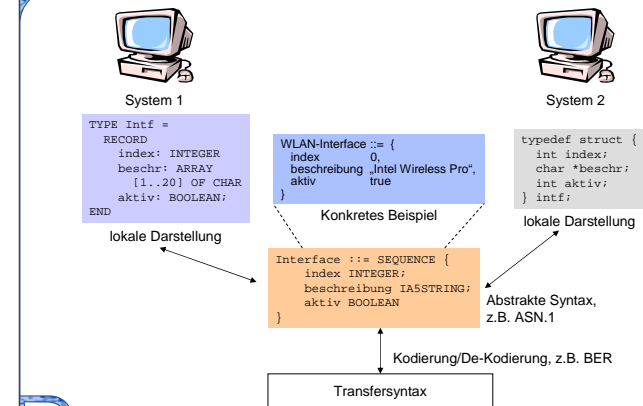 System 1
System 2
TYPE Intf =
RECORD
index: INTEGER
beschr: ARRAY
[1..20] OF CHAR
aktiv: BOOLEAN;
END
lokale Darstellung
WLAN-Interface ::= {
index 0,
beschreibung „Intel Wireless Pro“,
aktiv true
}
Konkretes Beispiel
typedef struct {
int index;
char *beschr;
int aktiv;
} intf;
lokale Darstellung
Interface ::= SEQUENCE {
index INTEGER;
beschreibung IA5STRING;
aktiv BOOLEAN
}
Abstrakte Syntax,
z.B. ASN.1
Kodierung/De-Kodierung, z.B. BER
Transfersyntax